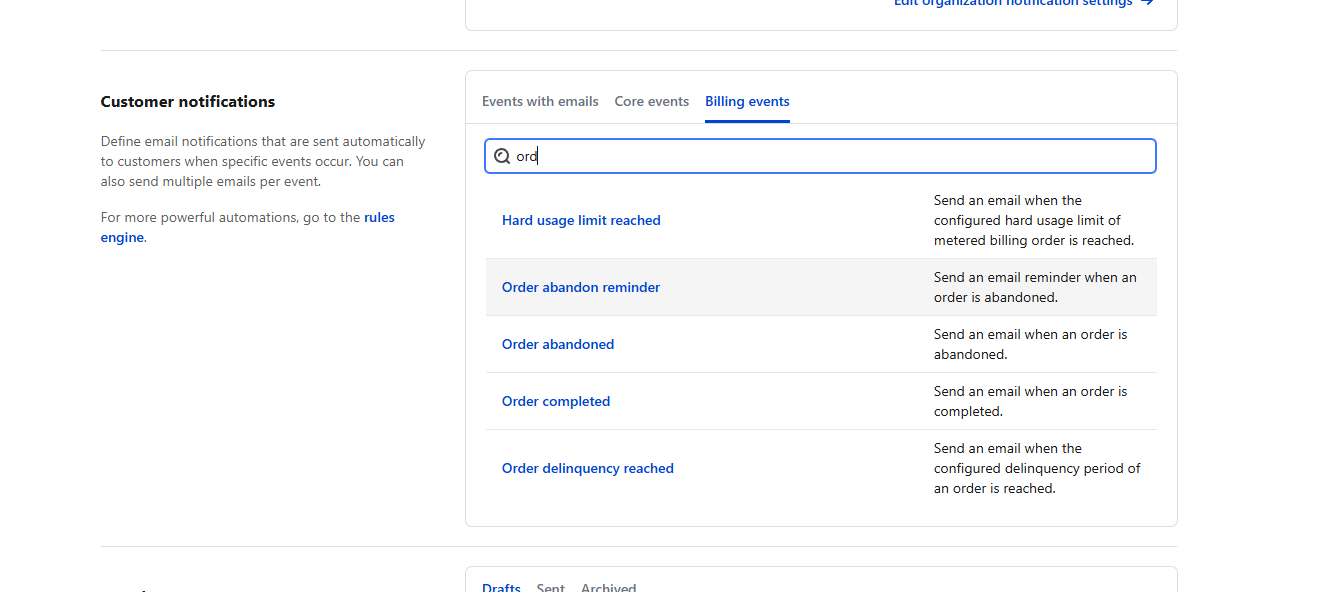 Edit organization notification settings →
Customer notifications
Define email notifications that are sent automatically
to customers when specific events occur. You can
also send multiple emails per event.
For more powerful automations, go to the rules
engine.
Events with emails Core events Billing events
ord
Hard usage limit reached
Send an email when the
configured hard usage limit of
metered billing order is reached.
Order abandon reminder
Send an email reminder when an
order is abandoned.
Order abandoned
Send an email when an order is
abandoned.
Order completed
Send an email when an order is
completed.
Order delinquency reached
Send an email when the
configured delinquency period of
an order is reached.
Drafts Sent Archived